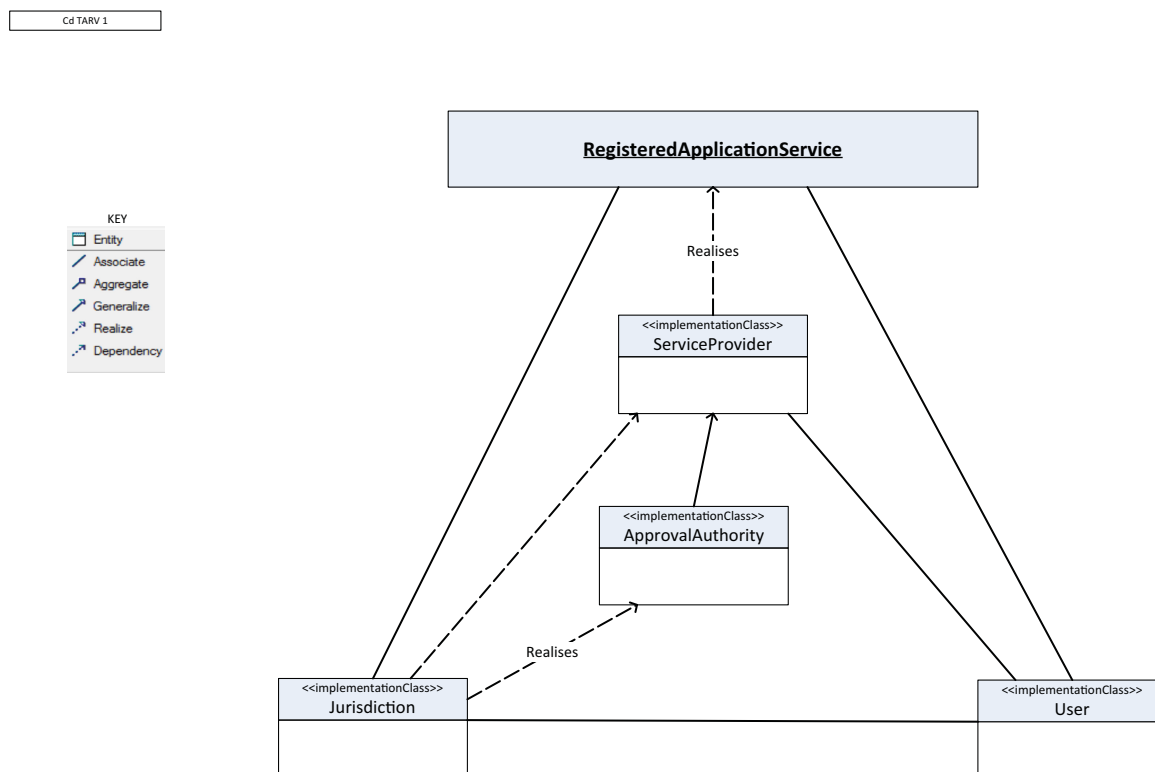 Cd TARV 1
RegisteredApplicationService
KEY
Entity
Associate
Aggregate
Generalize
Realize
Dependency
Realises
<<implementationClass>>
ServiceProvider
<<implementationClass>>
ApprovalAuthority
Realises
<<implementationClass>>
Jurisdiction
<<implementationClass>>
User